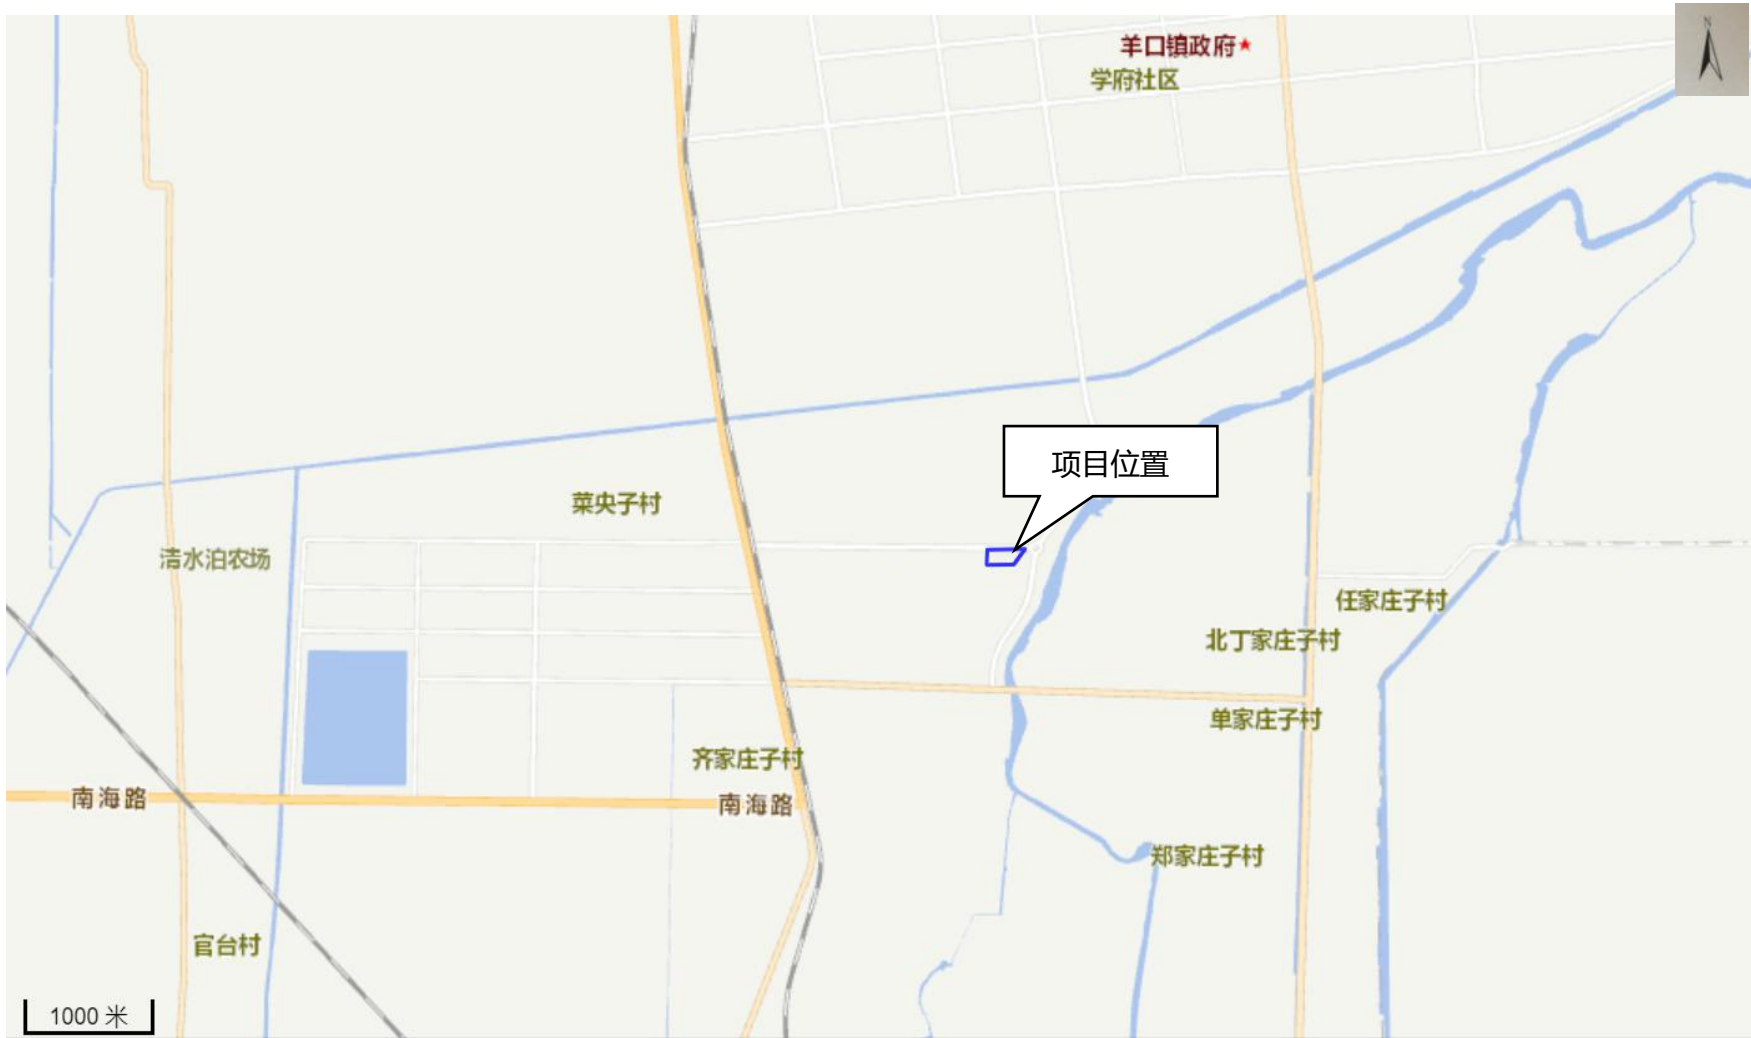 N
羊口镇政府
学府社区
项目位置
菜央子村
清水泊农场
任家庄子村
北丁家庄子村
单家庄子村
齐家庄子村
南海路
南海路
郑家庄子村
官台村
1000 米